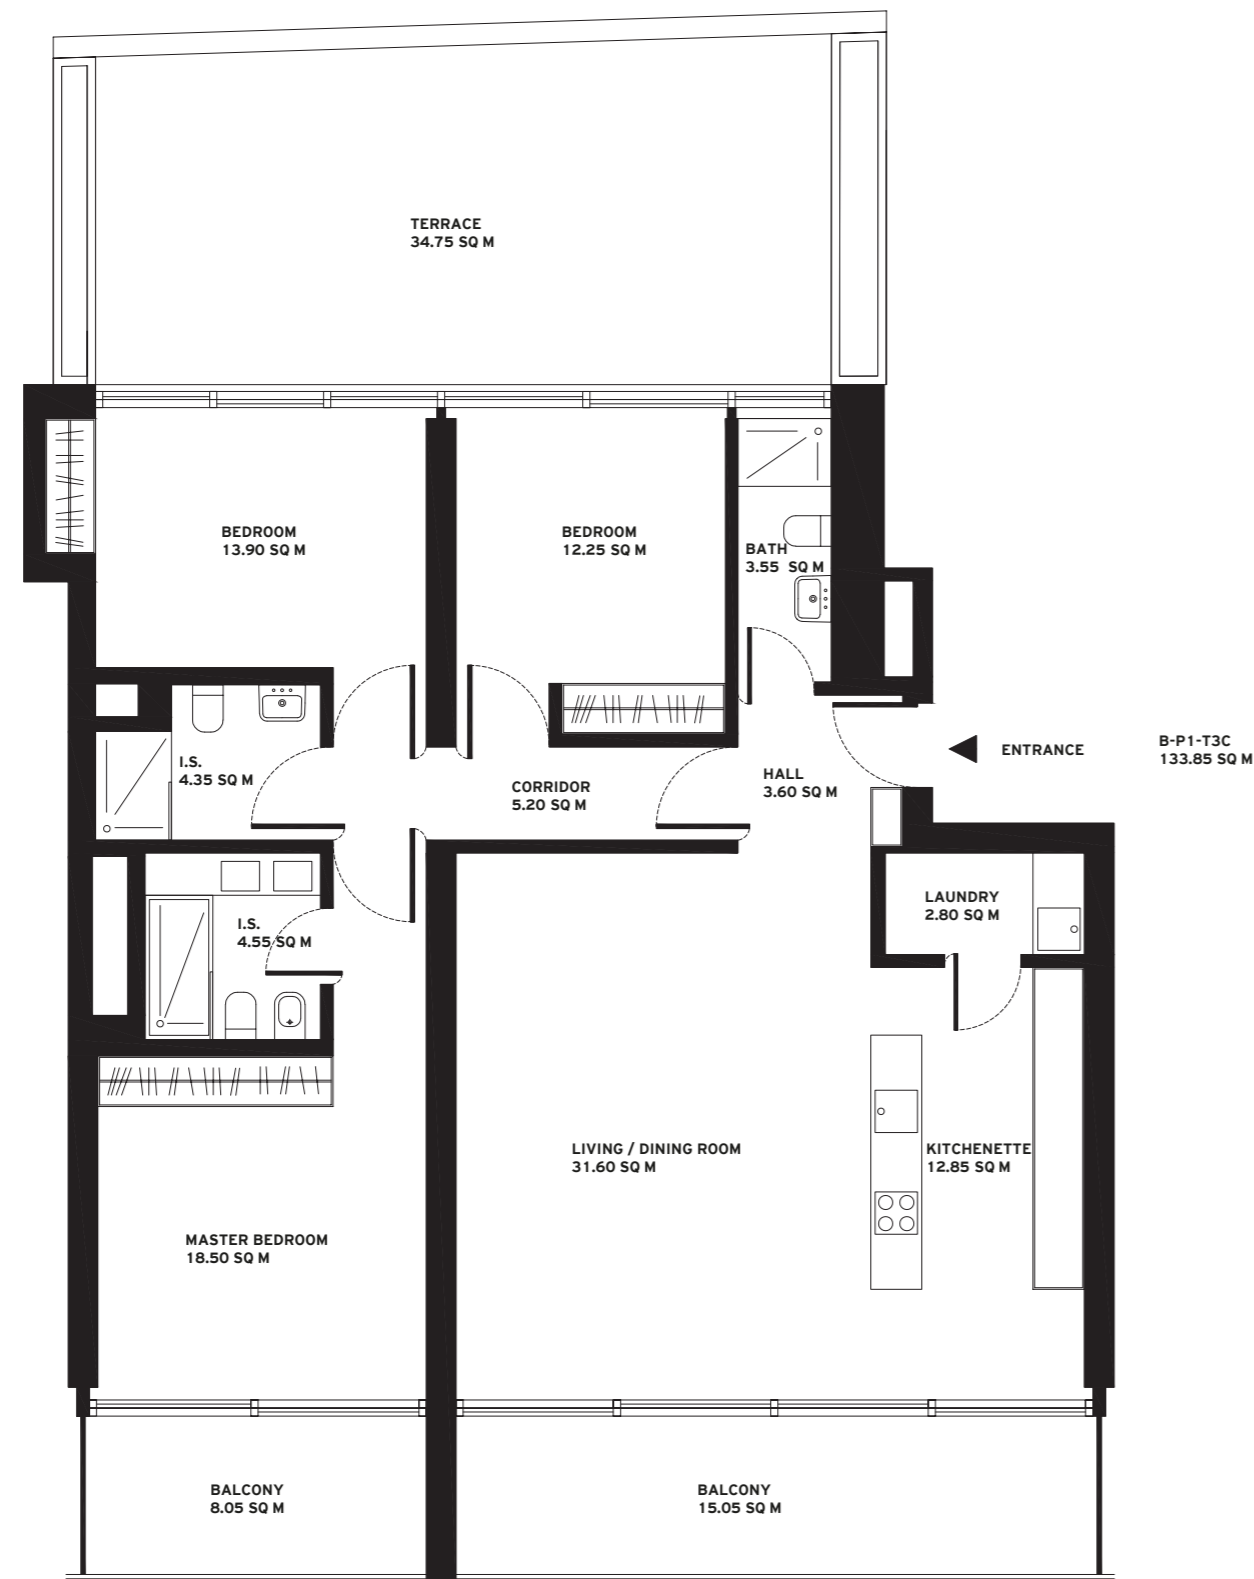 TERRACE
34.75 SQ M
BEDROOM
13.90 SQ M
BEDROOM
12.25 SQ M
BATH
3.55 SQ M
I.S.
4.35 SQ M
CORRIDOR
5.20 SQ M
HALL
3.60 SQ M
ENTRANCE
B-P1-T3C
133.85 SQ M
I.S.
4.55 SQ M
LAUNDRY
2.80 SQ M
LIVING / DINING ROOM
31.60 SQ M
KITCHENETTE
12.85 SQ M
MASTER BEDROOM
18.50 SQ M
BALCONY
8.05 SQ M
BALCONY
15.05 SQ M